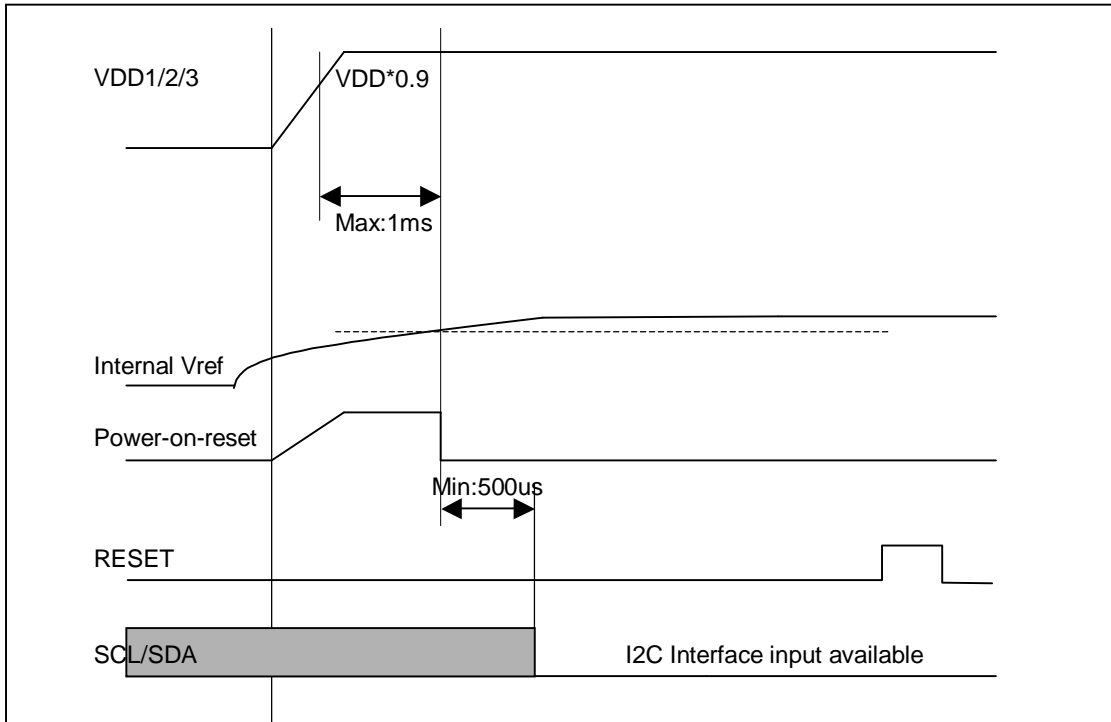 VDD1/2/3
VDD*0.9
Max:1ms
Internal Vref
Power-on-reset
Min:500us
RESET
SCL/SDA
I2C Interface input available